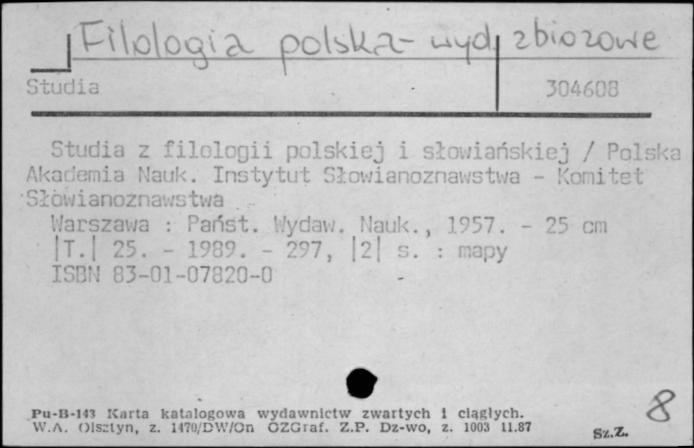 Filologia polska - wyd. zbiorowe
Studia 304608
Studia z filologii polskiej i słowiańskiej / Polska
Akademia Nauk. Instytut Słowianoznawstwa - Komitet
Słowianoznawstwa
Warszawa : Państ. Wydaw. Nauk., 1957. - 25 cm
|T.| 25. - 1989. - 297, |2| s. : mapy
ISBN 83-01-07820-0
Pu-B-143 Karta katalogowa wydawnictw zwartych i ciągłych.
W.A. Olsztyn, z. 1470/DW/On OZGraf. Z.P. Dz-wo, z. 1003 11.87
Sz.Z. 8